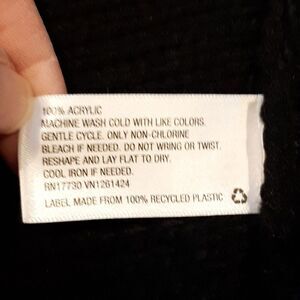 100% ACRYLIC
MACHINE WASH COLD WITH LIKE COLORS.
GENTLE CYCLE. ONLY NON-CHLORINE
BLEACH IF NEEDED. DO NOT WRING OR TWIST.
RESHAPE AND LAY FLAT TO DRY.
COOL IRON IF NEEDED.
RN17730 VN1261424
LABEL MADE FROM 100% RECYCLED PLASTIC